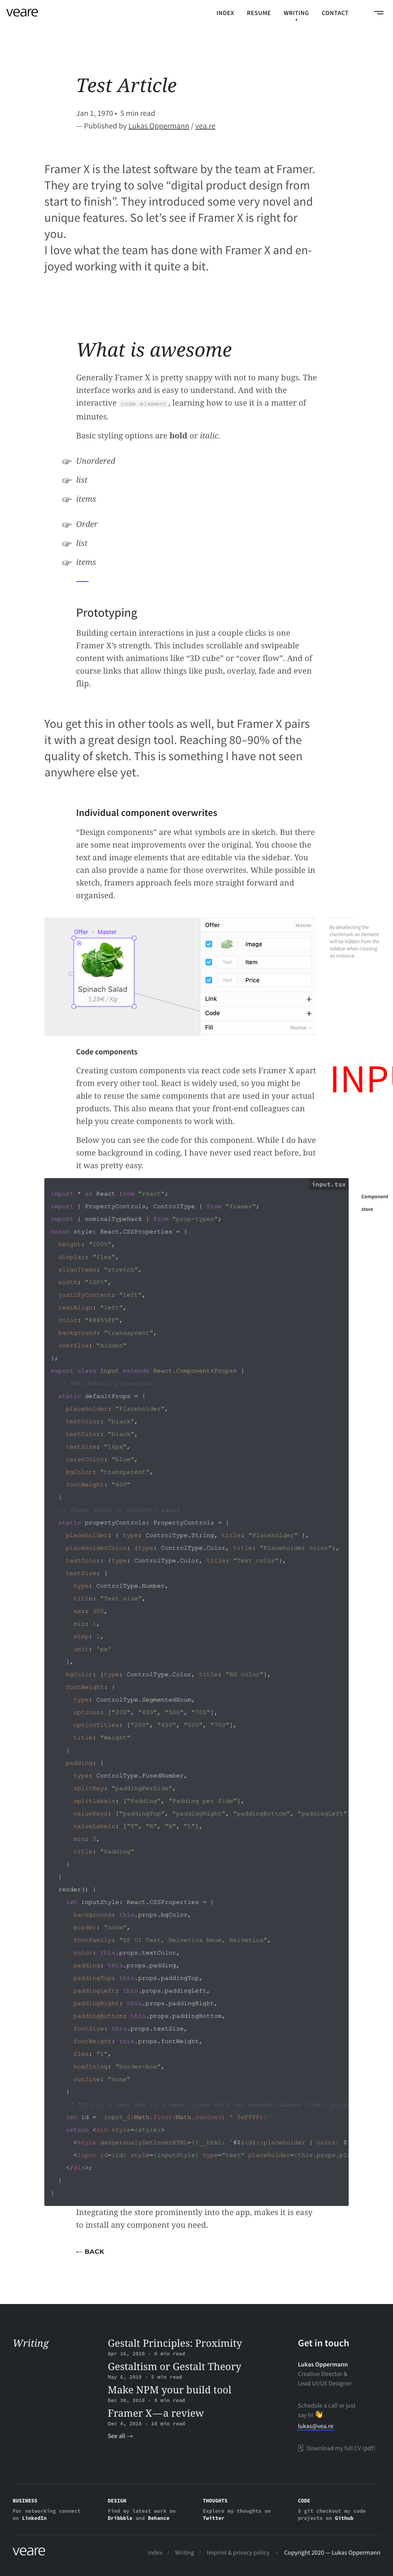 veare
INDEX RESUME WRITING CONTACT
Test Article
Jan 1, 1970 • 5 min read
— Published by Lukas Oppermann / vea.re
Framer X is the latest software by the team at Framer.
They are trying to solve “digital product design from
start to finish”. They introduced some very novel and
unique features. So let’s see if Framer X is right for
you.
I love what the team has done with Framer X and en-
joyed working with it quite a bit.
What is awesome
Generally Framer X is pretty snappy with not to many bugs. The
interface works and is easy to understand. And with the
interactive code element, learning how to use it is a matter of
minutes.
Basic styling options are bold or italic.
☞ Unordered
☞ list
☞ items
☞ Order
☞ list
☞ items
Prototyping
Building certain interactions in just a couple clicks is one
Framer X’s strength. This includes scrollable and swipeable
content with animations like “3D cube” or “cover flow”. And of
course links that allow things like push, overlay, fade and even
flip.
You get this in other tools as well, but Framer X pairs
it with a great design tool. Reaching 80–90% of the
quality of sketch. This is something I have not seen
anywhere else yet.
Individual component overwrites
“Design components” are what symbols are in sketch. But there
are some neat improvements over the original. You choose the
text and image elements that are editable via the sidebar. You
can also provide a name for those overwrites. While possible in
sketch, framers approach feels more straight forward and
organised.
Offer - Master
Spinach Salad
1,29€ / Kg
Offer Master
image
Text Item
Text Price
Link +
Code +
Fill Normal
By deselecting the
checkmark an element
will be hidden from the
sidebar when creating
an instance.
Code components
Creating custom components via react code sets Framer X apart
from every other tool. React is widely used, so you might be
able to reuse the same components that are used in your actual
products. This also means that your front-end colleagues can
help you create components to work with.
INP
Below you can see the code for this component. While I do have
some background in coding, I have never used react before, but
it was pretty easy.
input.tsx
Component
store
import * as React from "react";
import { PropertyControls, ControlType } from "framer";
import { nominalTypeHack } from "prop-types";
const style: React.CSSProperties = {
height: "100%",
display: "flex",
alignItems: "stretch",
width: "100%",
justifyContent: "left",
textAlign: "left",
color: "#8855FF",
background: "transaprent",
overflow: "hidden"
};
export class Input extends React.Component<Props> {
// Set default properties
static defaultProps = {
placeholder: "Placeholder",
textColor: "black",
textColor: "black",
textSize: "16px",
caratColor: "blue",
bgColor: "transparent",
fontWeight: "400"
}
// Items shown in property panel
static propertyControls: PropertyControls = {
placeholder: { type: ControlType.String, title: "Placeholder" },
placeholderColor: {type: ControlType.Color, title: "Placeholder color"},
textColor: {type: ControlType.Color, title: "Text color"},
textSize: {
type: ControlType.Number,
title: "Text size",
max: 300,
min: 1,
step: 1,
unit: "px"
},
bgColor: {type: ControlType.Color, title: "BG color"},
fontWeight: {
type: ControlType.SegmentedEnum,
options: ["200", "400", "500", "700"],
optionTitles: ["200", "400", "500", "700"],
title: "Weight"
}
padding: {
type: ControlType.FusedNumber,
splitKey: "paddingPerSide",
splitLabels: ["Padding", "Padding per Side"],
valueKeys: ["paddingTop", "paddingRight", "paddingBottom", "paddingLeft"
valueLabels: ["T", "R", "B", "L"],
min: 0,
title: "Padding"
}
}
render() {
let inputStyle: React.CSSProperties = {
background: this.props.bgColor,
border: "none",
fontFamily: "SF UI Text, Helvetica Neue, Helvetica",
color: this.props.textColor,
padding: this.props.padding,
paddingTop: this.props.paddingTop,
paddingLeft: this.props.paddingLeft,
paddingRight: this.props.paddingRight,
paddingBottom: this.props.paddingBottom,
fontSize: this.props.textSize,
fontWeight: this.props.fontWeight,
flex: "1",
boxSizing: "border-box",
outline: "none"
}
let id = `input_${Math.floor(Math.random() * 0xFFFF)}`
return <div style={style}>
<style dangerouslySetInnerHTML={{__html: `#${id}::placeholder { color: $
<input id={id} style={inputStyle} type="text" placeholder={this.props.pl
</div>;
}
}
Integrating the store prominently into the app, makes it is easy
to install any component you need.
← BACK
Writing
Gestalt Principles: Proximity
Apr 16, 2020 · 6 min read
Gestaltism or Gestalt Theory
May 6, 2019 · 5 min read
Make NPM your build tool
Dec 30, 2018 · 8 min read
Framer X — a review
Dec 4, 2018 · 10 min read
See all →
Get in touch
Lukas Oppermann
Creative Director &
Lead UI/UX Designer
Schedule a call or just
say hi 👋
lukas@vea.re
Download my full CV (pdf)
BUSINESS
For networking connect
on LinkedIn
DESIGN
Find my latest work on
Dribbble and Behance
THOUGHTS
Explore my thoughts on
Twitter
CODE
$ git checkout my code
projects on Github
veare
Index / Writing / Imprint & privacy policy - Copyright 2020 — Lukas Oppermann